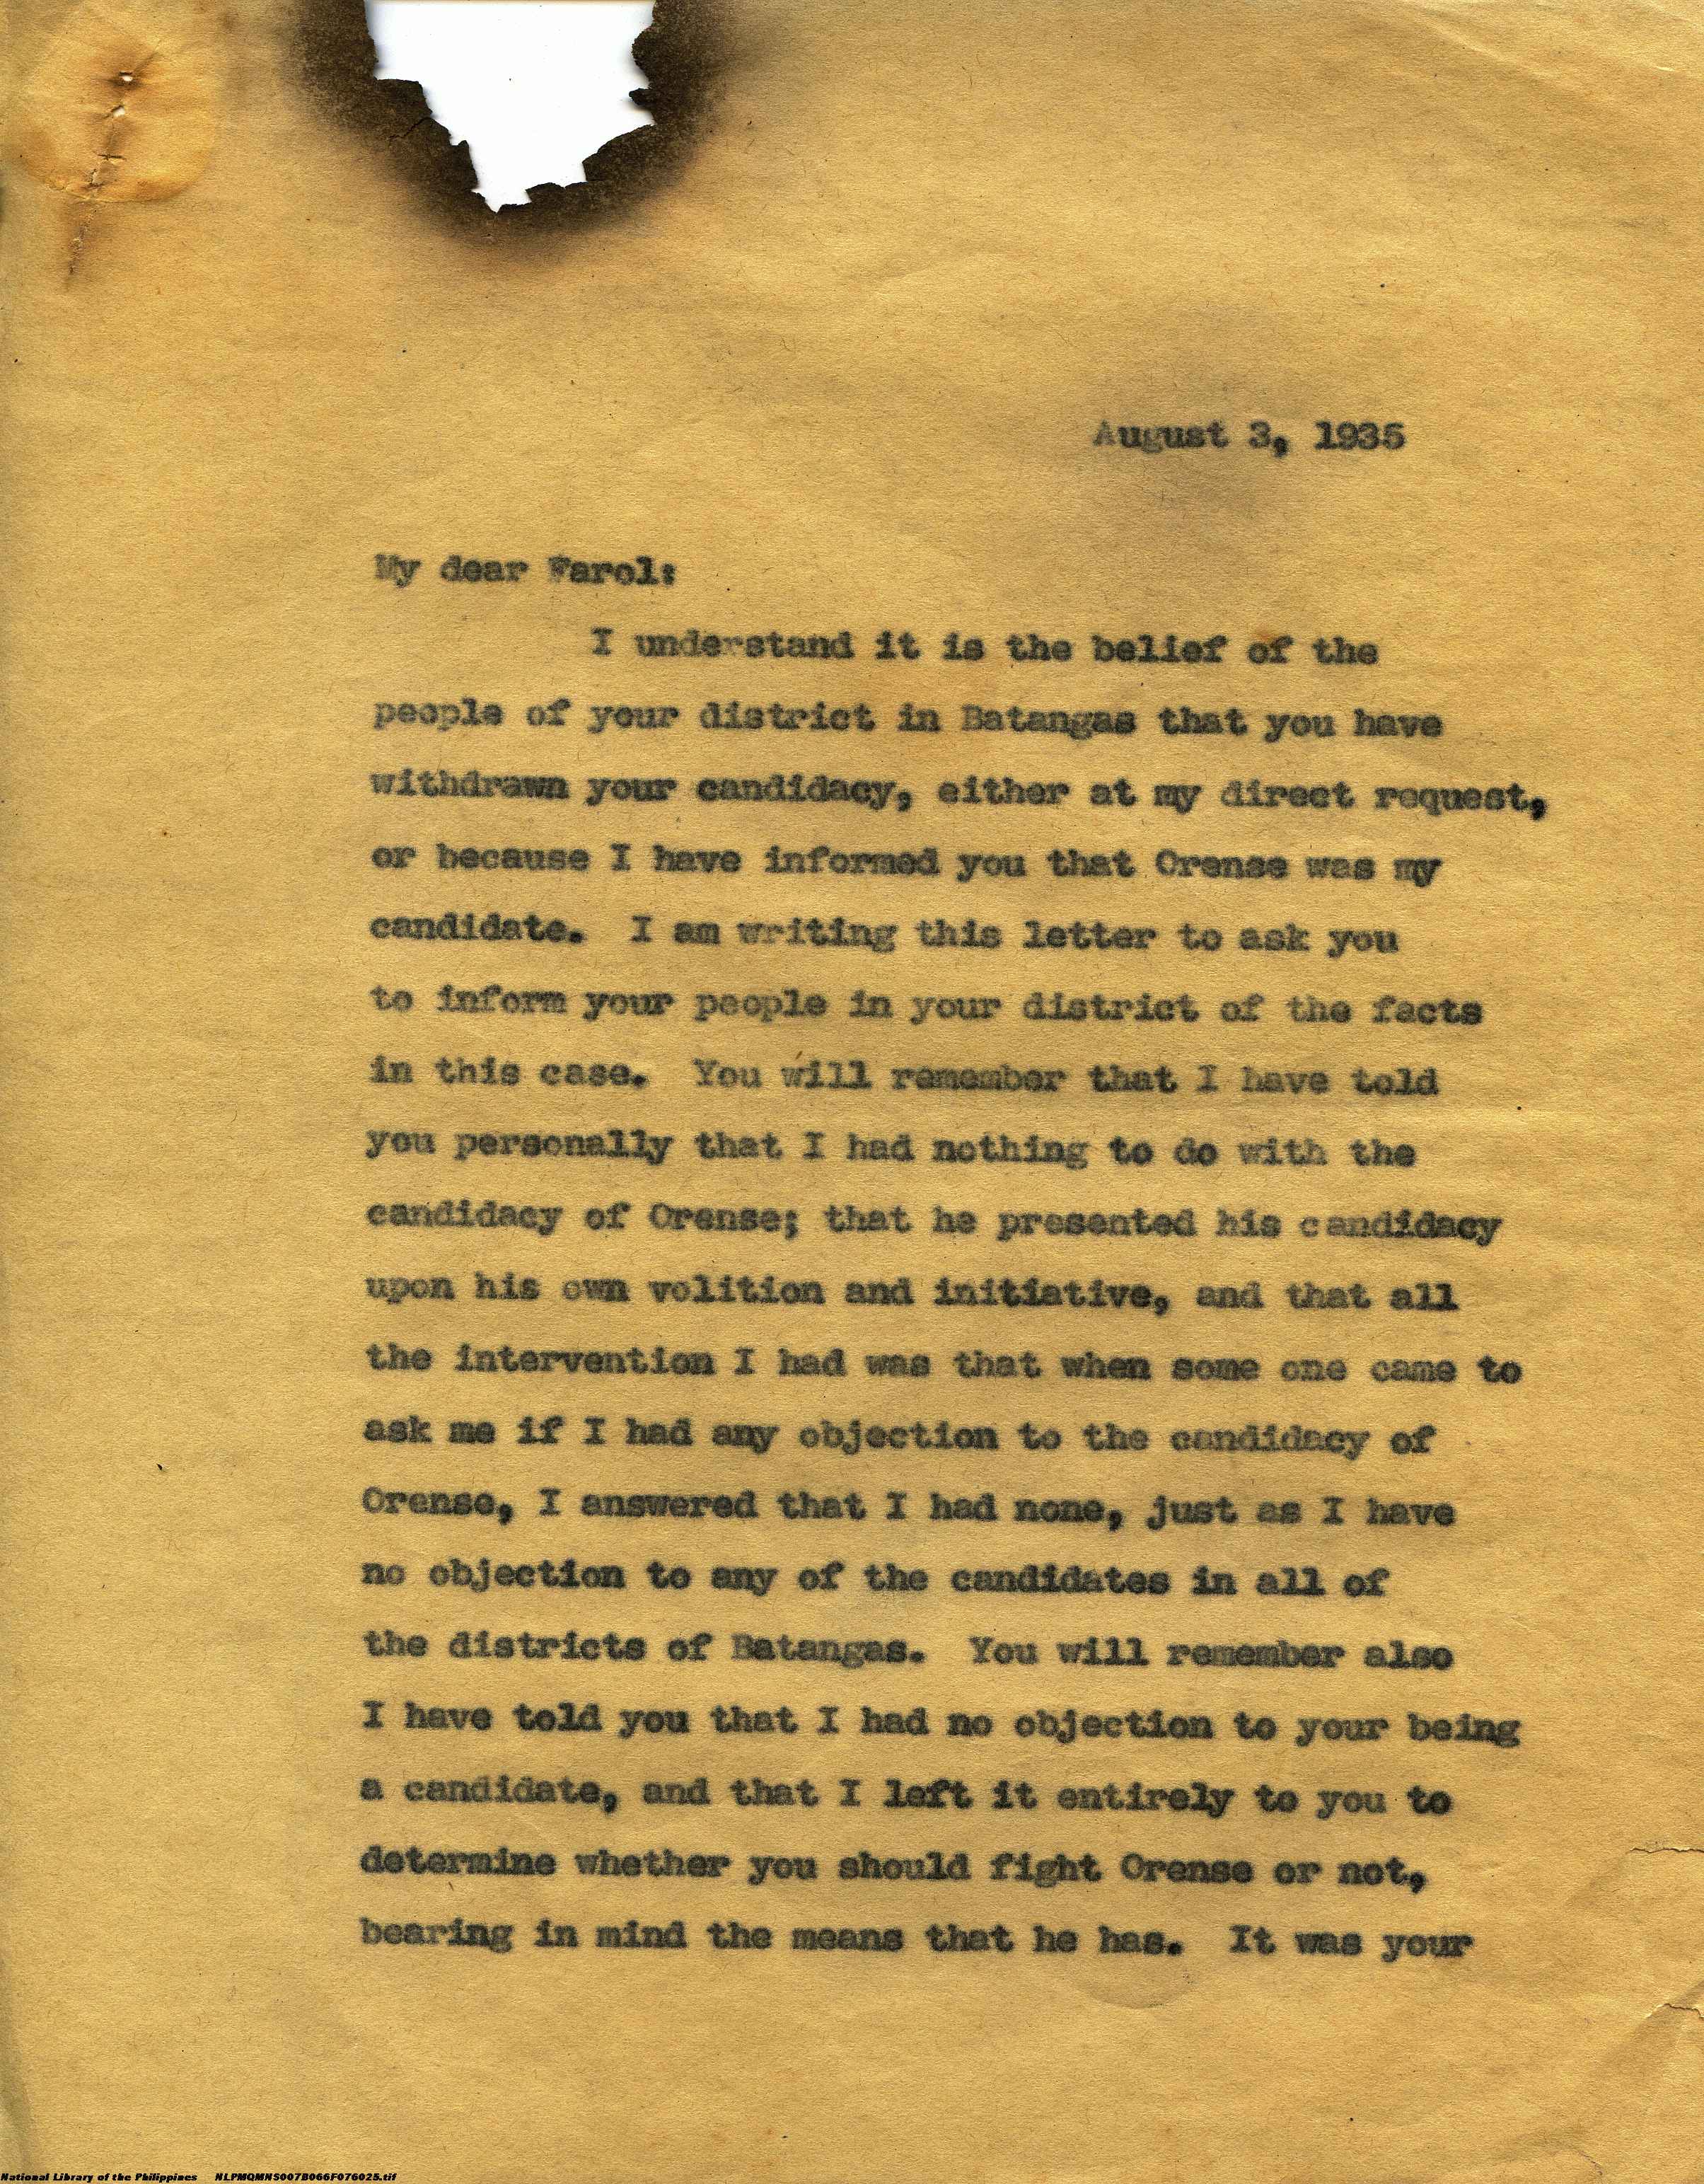 August 3, 1935
My dear Farol:
I understand it is the belief of the
people of your district in Batangas that you have
withdrawn your candidacy, either at my direct request,
or because I have informed you that Orense was my
candidate. I am writing this letter to ask you
to inform your people in your district of the facts
in this case. You will remember that I have told
you personally that I had nothing to do with the
candidacy of Orense; that he presented his candidacy
upon his own volition and initiative, and that all
the intervention I had was that when some one came to
ask me if I had any objection to the candidacy of
Orense, I answered that I had none, just as I have
no objection to any of the candidates in all of
the districts of Batangas. You will remember also
I have told you that I had no objection to your being
a candidate, and that I left it entirely to you to
determine whether you should fight Orense or not,
bearing in mind the means that he has. It was your
National Library of the Philippines NLPMQMNS007B066F076025.tif